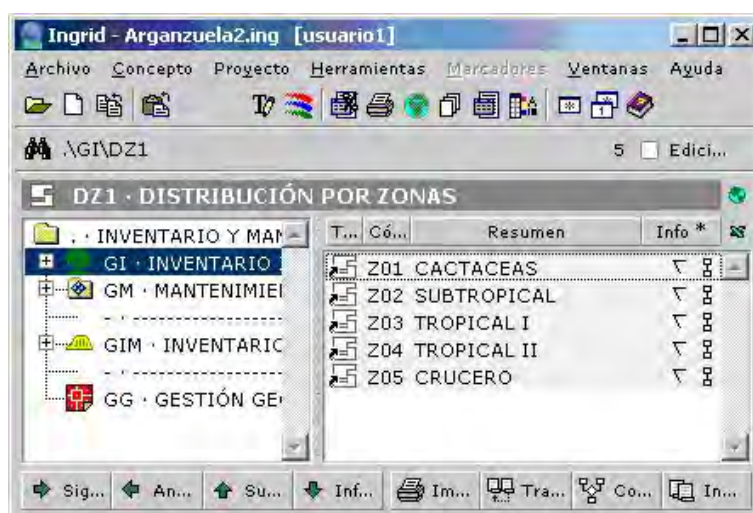 Ingrid - Arganzuela2.ing [usuario1]
Archivo Concepto Proyecto Herramientas Marcadores Ventanas Ayuda
.\GI\DZ1 5 Edici...
DZ1 · DISTRIBUCIÓN POR ZONAS
. · INVENTARIO Y MAN
GI · INVENTARIO
GM · MANTENIMIEI
- · --------------------
GIM · INVENTARIC
- · --------------------
GG · GESTIÓN GE
T... Có... Resumen Info *
Z01 CACTACEAS
Z02 SUBTROPICAL
Z03 TROPICAL I
Z04 TROPICAL II
Z05 CRUCERO
Sig... An... Su... Inf... Im... Tra... Co... In...